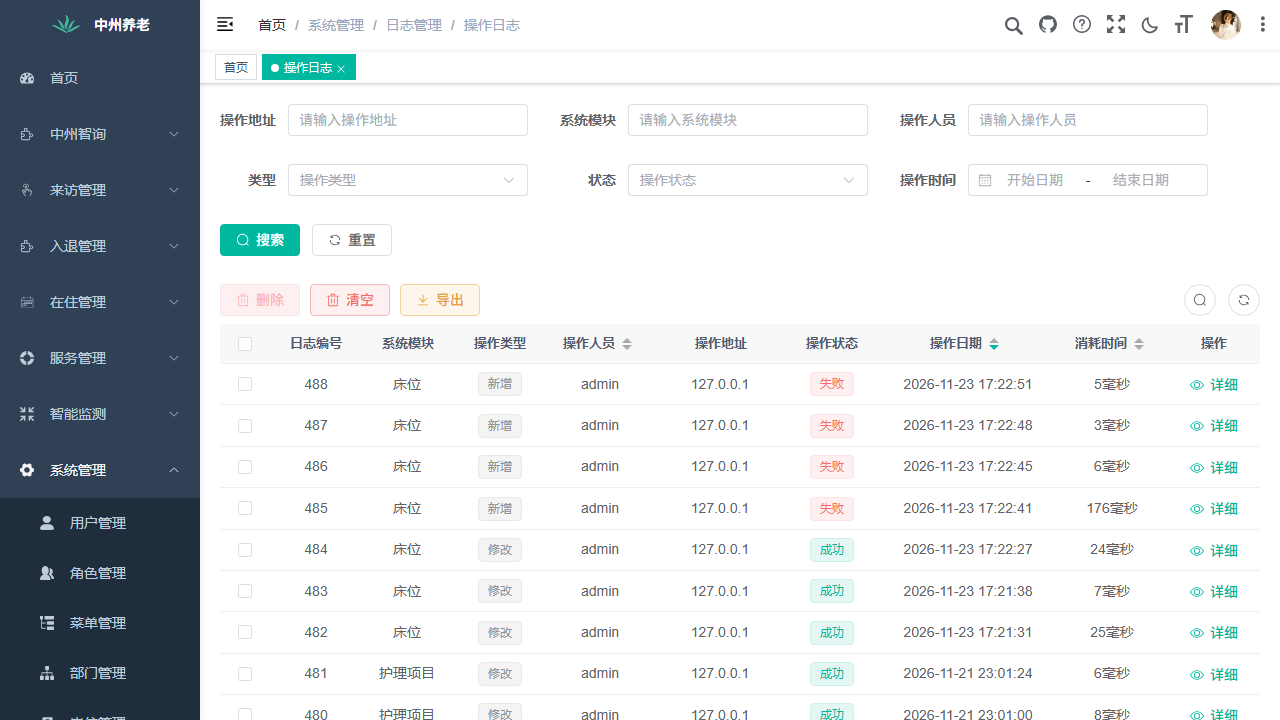 中州养老
首页 / 系统管理 / 日志管理 / 操作日志
首页
中州智询
来访管理
入退管理
在住管理
服务管理
智能监测
系统管理
用户管理
角色管理
菜单管理
部门管理
首页 操作日志
操作地址 请输入操作地址 系统模块 请输入系统模块 操作人员 请输入操作人员
类型 操作类型 状态 操作状态 操作时间 开始日期 - 结束日期
搜索 重置
删除 清空 导出
日志编号 系统模块 操作类型 操作人员 操作地址 操作状态 操作日期 消耗时间 操作
488 床位 新增 admin 127.0.0.1 失败 2026-11-23 17:22:51 5毫秒 详细
487 床位 新增 admin 127.0.0.1 失败 2026-11-23 17:22:48 3毫秒 详细
486 床位 新增 admin 127.0.0.1 失败 2026-11-23 17:22:45 6毫秒 详细
485 床位 新增 admin 127.0.0.1 失败 2026-11-23 17:22:41 176毫秒 详细
484 床位 修改 admin 127.0.0.1 成功 2026-11-23 17:22:27 24毫秒 详细
483 床位 修改 admin 127.0.0.1 成功 2026-11-23 17:21:38 7毫秒 详细
482 床位 修改 admin 127.0.0.1 成功 2026-11-23 17:21:31 25毫秒 详细
481 护理项目 修改 admin 127.0.0.1 成功 2026-11-21 23:01:24 6毫秒 详细
480 护理项目 修改 admin 127.0.0.1 成功 2026-11-21 23:01:00 8毫秒 详细